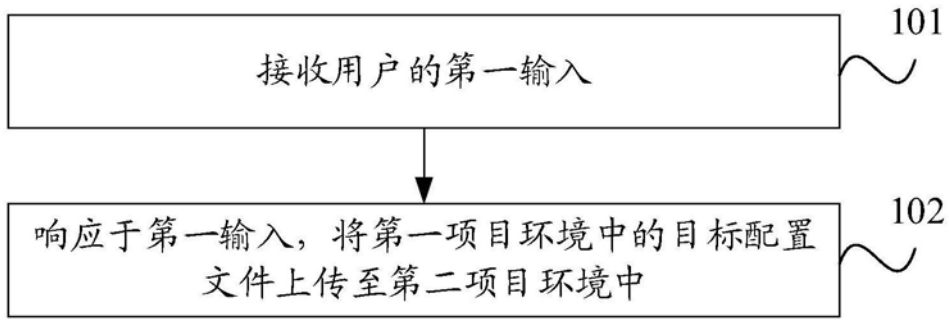 101
接收用户的第一输入
102
响应于第一输入，将第一项目环境中的目标配置
文件上传至第二项目环境中